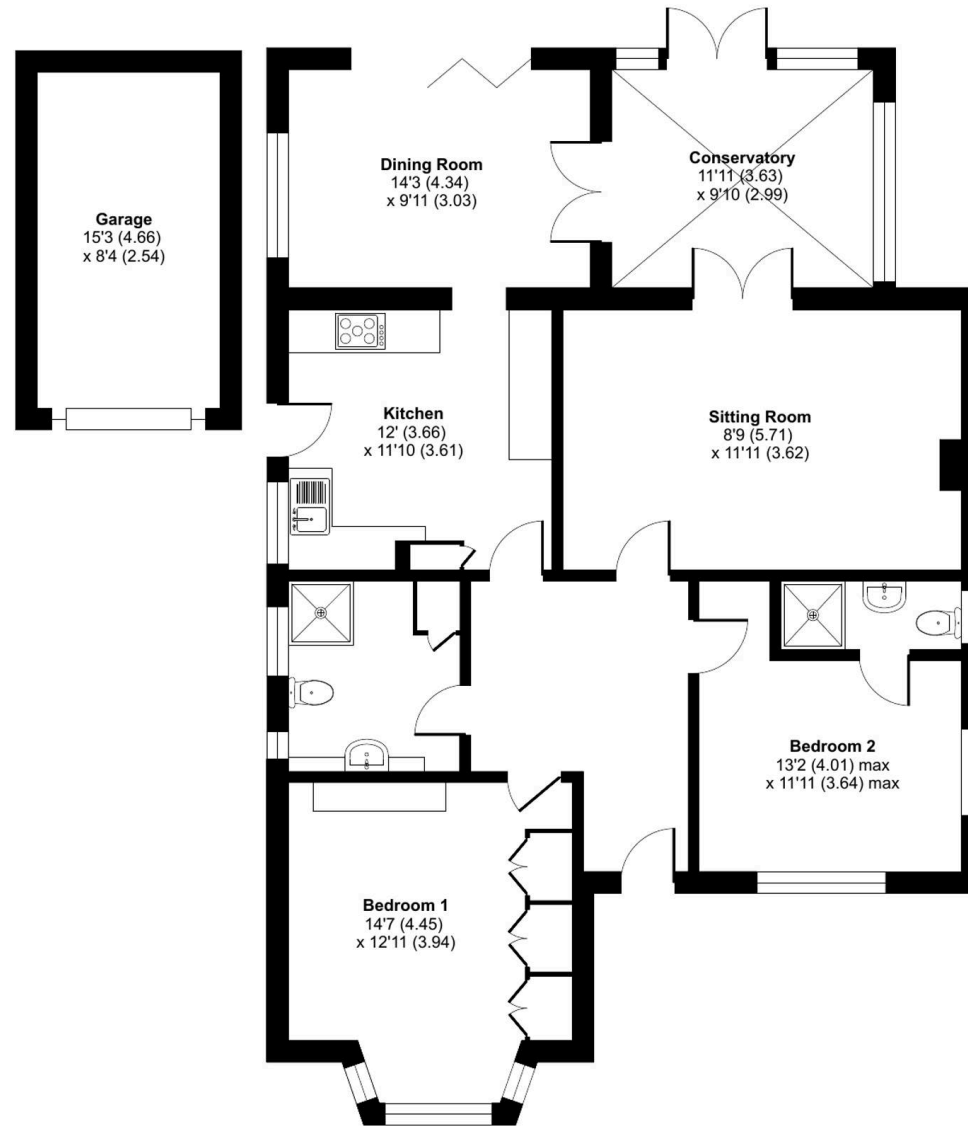 Garage
15'3 (4.66)
x 8'4 (2.54)
Dining Room
14'3 (4.34)
x 9'11 (3.03)
Conservatory
11'11 (3.63)
x 9'10 (2.99)
Kitchen
12' (3.66)
x 11'10 (3.61)
Sitting Room
8'9 (5.71)
x 11'11 (3.62)
Bedroom 2
13'2 (4.01) max
x 11'11 (3.64) max
Bedroom 1
14'7 (4.45)
x 12'11 (3.94)